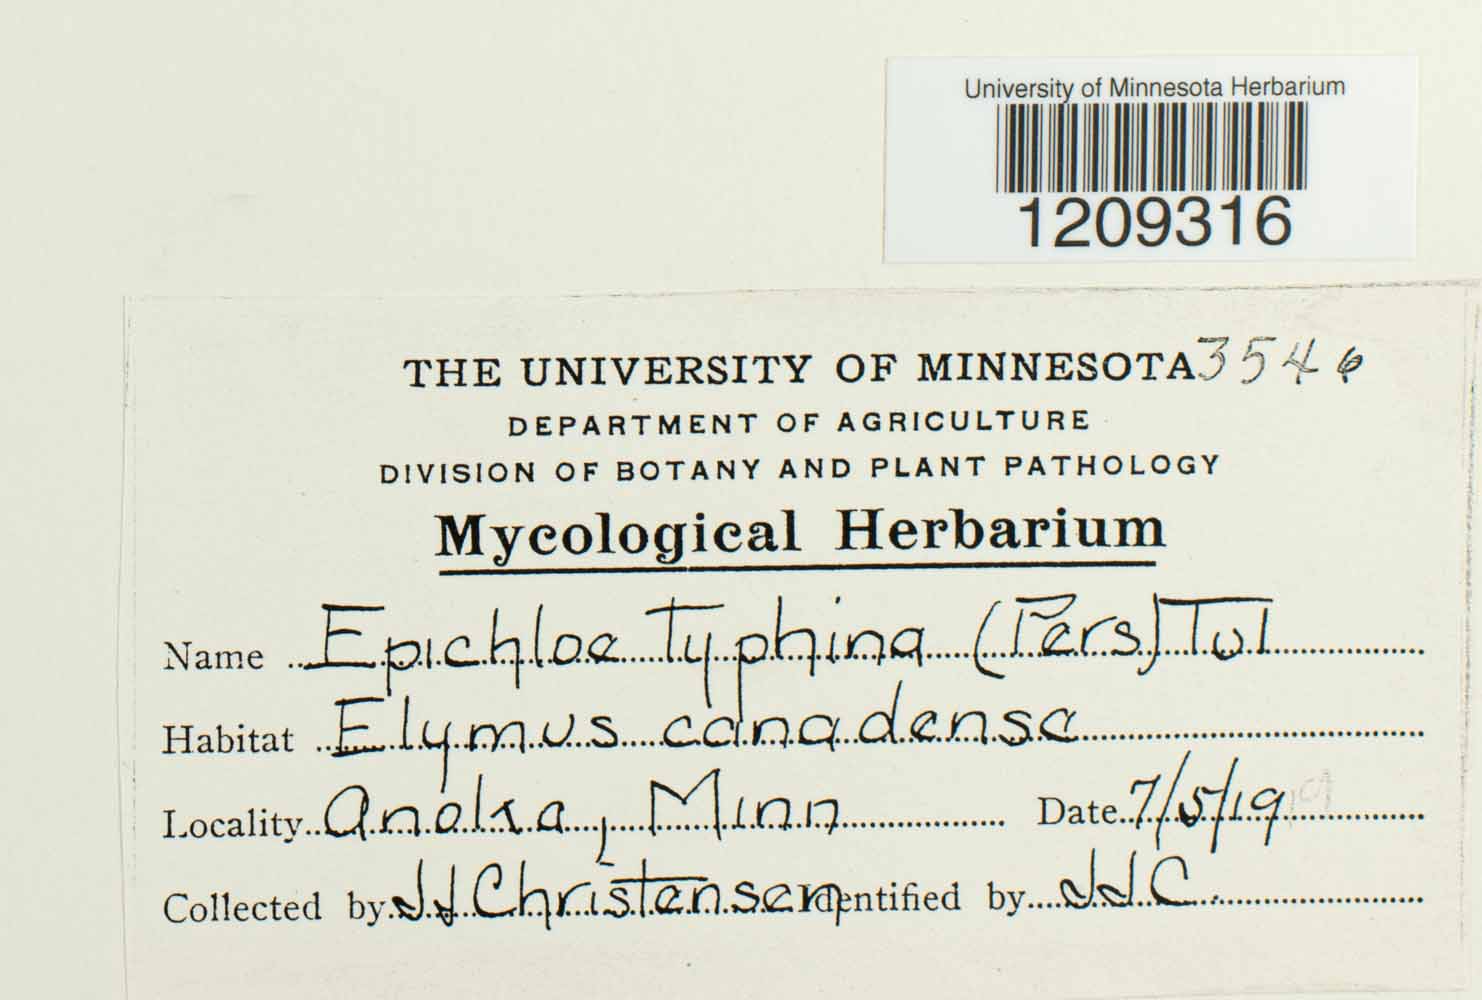 University of Minnesota Herbarium
1209316
THE UNIVERSITY OF MINNESOTA 3546
DEPARTMENT OF AGRICULTURE
DIVISION OF BOTANY AND PLANT PATHOLOGY
Mycological Herbarium
Name Epichloe typhina (Pers) Tul
Habitat Elymus canadense
Locality Anoka, Minn Date 7/5/19 19
Collected by JJ Christensen Identified by JJC